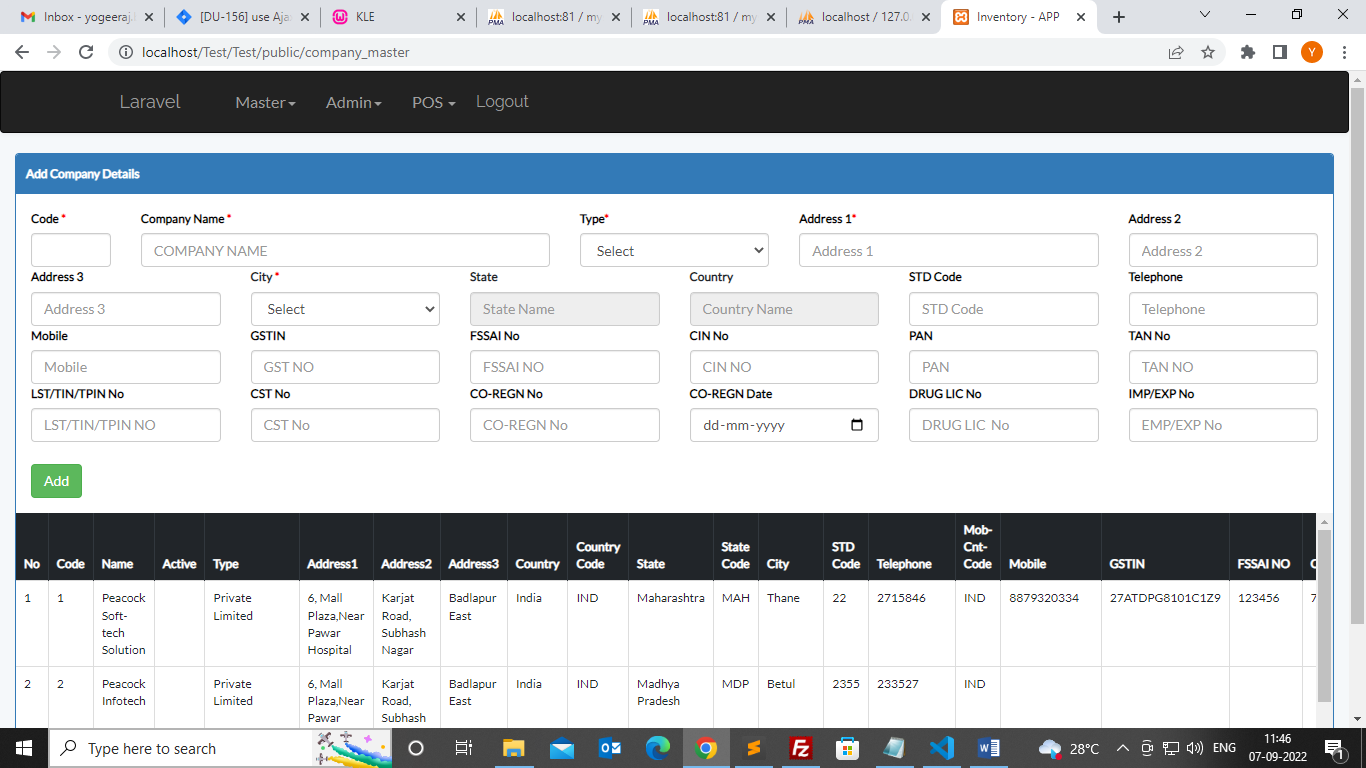 Inbox - yogeeraj.
[DU-156] use Aja
KLE
localhost:81 / my
localhost:81 / my
localhost / 127.0.
Inventory - APP
localhost/Test/Test/public/company_master
Y
Laravel Master Admin POS Logout
Add Company Details
Code * Company Name * Type* Address 1* Address 2
COMPANY NAME Select Address 1 Address 2
Address 3 City * State Country STD Code Telephone
Address 3 Select State Name Country Name STD Code Telephone
Mobile GSTIN FSSAI No CIN No PAN TAN No
Mobile GST NO FSSAI NO CIN NO PAN TAN NO
LST/TIN/TPIN No CST No CO-REGN No CO-REGN Date DRUG LIC No IMP/EXP No
LST/TIN/TPIN NO CST No CO-REGN No dd-mm-yyyy DRUG LIC No EMP/EXP No
Add
No Code Name Active Type Address1 Address2 Address3 Country Country Code State State Code City STD Code Telephone Mob-Cnt-Code Mobile GSTIN FSSAI NO C
1 1 Peacock Soft-tech Solution Private Limited 6, Mall Plaza,Near Pawar Hospital Karjat Road, Subhash Nagar Badlapur East India IND Maharashtra MAH Thane 22 2715846 IND 8879320334 27ATDPG8101C1Z9 123456 7
2 2 Peacock Infotech Private Limited 6, Mall Plaza,Near Pawar Karjat Road, Subhash Badlapur East India IND Madhya Pradesh MDP Betul 2355 233527 IND
Type here to search
28°C
ENG
11:46
07-09-2022
1